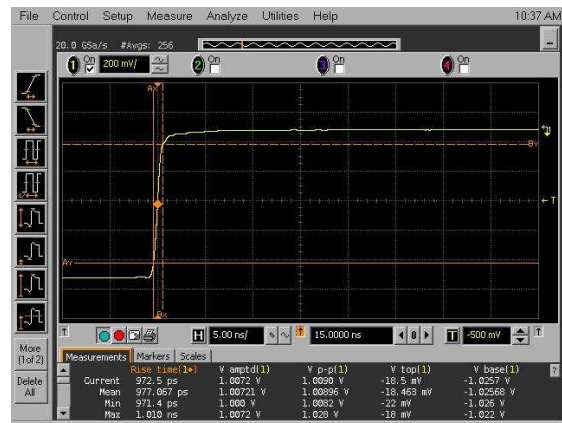 File Control Setup Measure Analyze Utilities Help 10:37 AM
20.0 GSa/s #Avgs: 256
1 On 200 mV/ 2 On 3 On 4 On
Ax
By
T
Ay
Bx
H 5.00 ns/ 15.0000 ns 0 T -500 mV
More
(1 of 2)
Delete
All
Measurements Markers Scales
Rise time(1) V amptd(1) V p-p(1) V top(1) V base(1) ?
Current 972.5 ps 1.0072 V 1.0090 V -18.5 mV -1.0257 V
Mean 977.067 ps 1.00721 V 1.00896 V -18.463 mV -1.02568 V
Min 971.4 ps 1.000 V 1.0082 V -22 mV -1.026 V
Max 1.010 ns 1.0072 V 1.028 V -18 mV -1.022 V